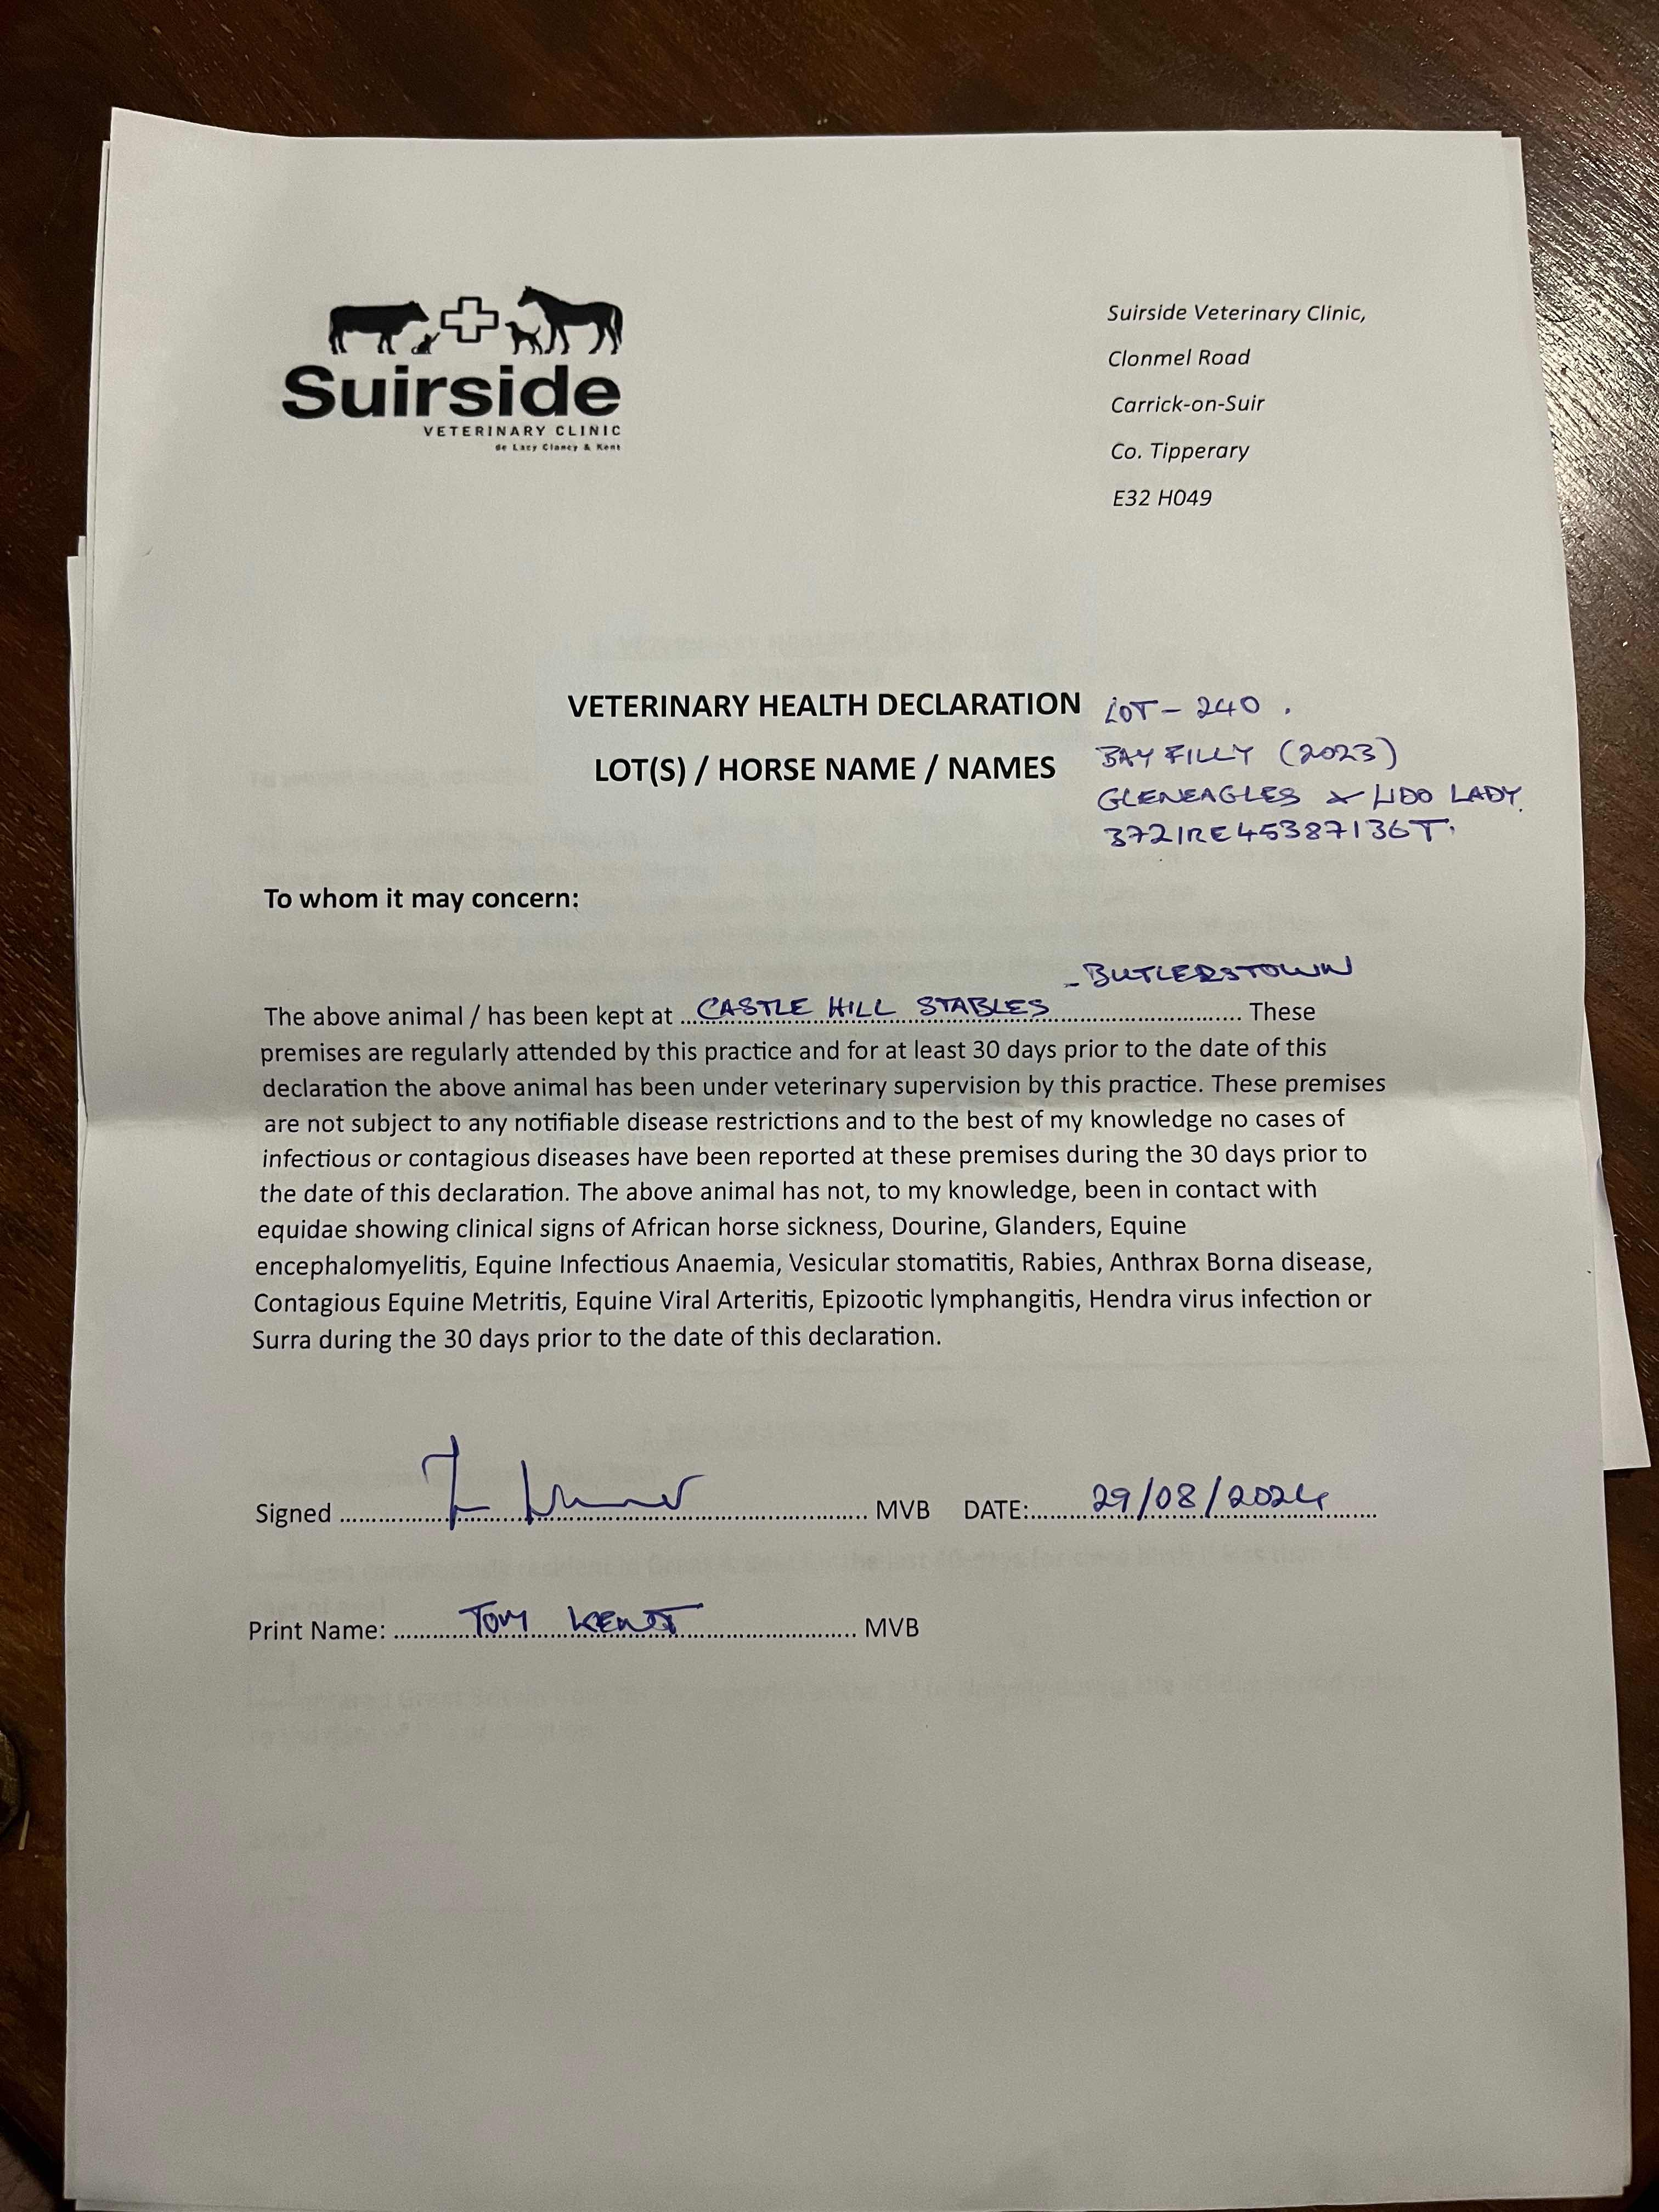 Suirside
VETERINARY CLINIC
de Lacy Clancy & Kent
Suirside Veterinary Clinic,
Clonmel Road
Carrick-on-Suir
Co. Tipperary
E32 H049
VETERINARY HEALTH DECLARATION LOT - 240.
LOT(S) / HORSE NAME / NAMES BAY FILLY (2023)
GLENEAGLES x LIDO LADY.
372IRE45387136T.
To whom it may concern:
- BUTLERSTOWN
The above animal / has been kept at CASTLE HILL STABLES These
premises are regularly attended by this practice and for at least 30 days prior to the date of this
declaration the above animal has been under veterinary supervision by this practice. These premises
are not subject to any notifiable disease restrictions and to the best of my knowledge no cases of
infectious or contagious diseases have been reported at these premises during the 30 days prior to
the date of this declaration. The above animal has not, to my knowledge, been in contact with
equidae showing clinical signs of African horse sickness, Dourine, Glanders, Equine
encephalomyelitis, Equine Infectious Anaemia, Vesicular stomatitis, Rabies, Anthrax Borna disease,
Contagious Equine Metritis, Equine Viral Arteritis, Epizootic lymphangitis, Hendra virus infection or
Surra during the 30 days prior to the date of this declaration.
Signed MVB DATE: 29/08/2024
Print Name: TOM KENT MVB